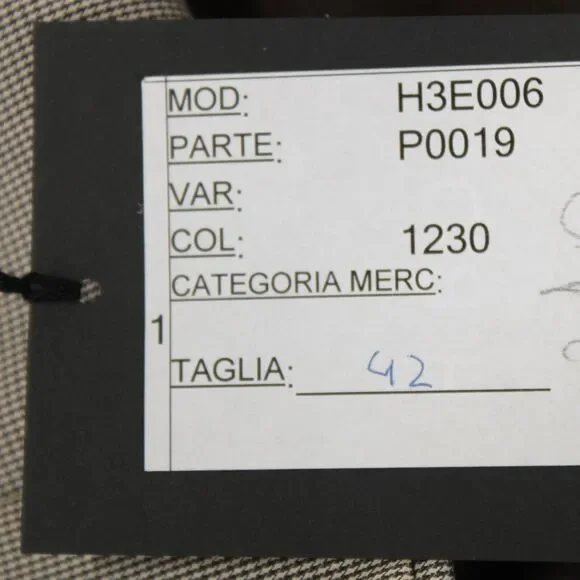 MOD: H3E006
PARTE: P0019
VAR:
COL: 1230
CATEGORIA MERC:
1
TAGLIA: 42